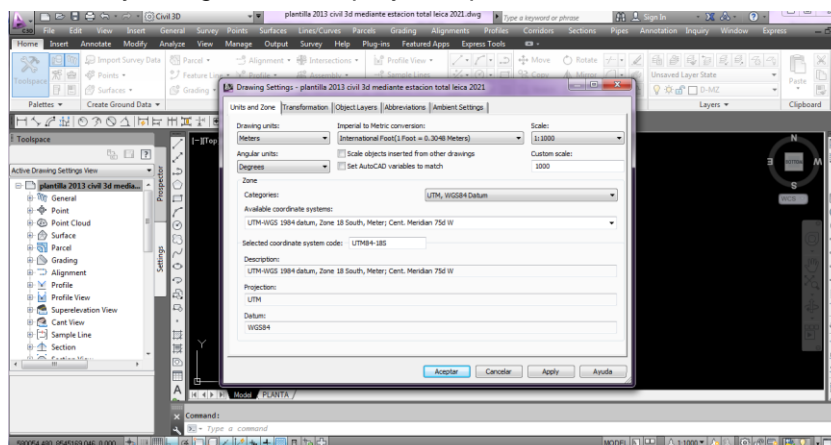 Civil 3D
plantilla 2013 civil 3d mediante estacion total leica 2021.dwg
Type a keyword or phrase
Sign In
File Edit View Insert General Survey Points Surfaces Lines/Curves Parcels Grading Alignments Profiles Corridors Sections Pipes Annotation Inquiry Window Express
Home Insert Annotate Modify Analyze View Manage Output Survey Help Plug-ins Featured Apps Express Tools
Toolspace
Import Survey Data
Points
Surfaces
Parcel
Feature Line
Grading
Alignment
Profile
Intersections
Assembly
Profile View
Sample Lines
Move
Copy
Rotate
Mirror
Unsaved Layer State
D-MZ
Paste
Palettes
Create Ground Data
Layers
Clipboard
Toolspace
Active Drawing Settings View
plantilla 2013 civil 3d media...
General
Point
Point Cloud
Surface
Parcel
Grading
Alignment
Profile
Profile View
Superelevation View
Cant View
Sample Line
Section
Prospector
Settings
[-][Top
Drawing Settings - plantilla 2013 civil 3d mediante estacion total leica 2021
Units and Zone Transformation Object Layers Abbreviations Ambient Settings
Drawing units: Imperial to Metric conversion: Scale:
Meters International Foot(1 Foot = 0.3048 Meters) 1:1000
Angular units: Scale objects inserted from other drawings Custom scale:
Degrees Set AutoCAD variables to match 1000
Zone
Categories: UTM, WGS84 Datum
Available coordinate systems:
UTM-WGS 1984 datum, Zone 18 South, Meter; Cent. Meridian 75d W
Selected coordinate system code: UTM84-18S
Description:
UTM-WGS 1984 datum, Zone 18 South, Meter; Cent. Meridian 75d W
Projection:
UTM
Datum:
WGS84
Aceptar Cancelar Apply Ayuda
N
S
WCS
Y
Model PLANTA
Command:
Type a command
MODEL 1:1000